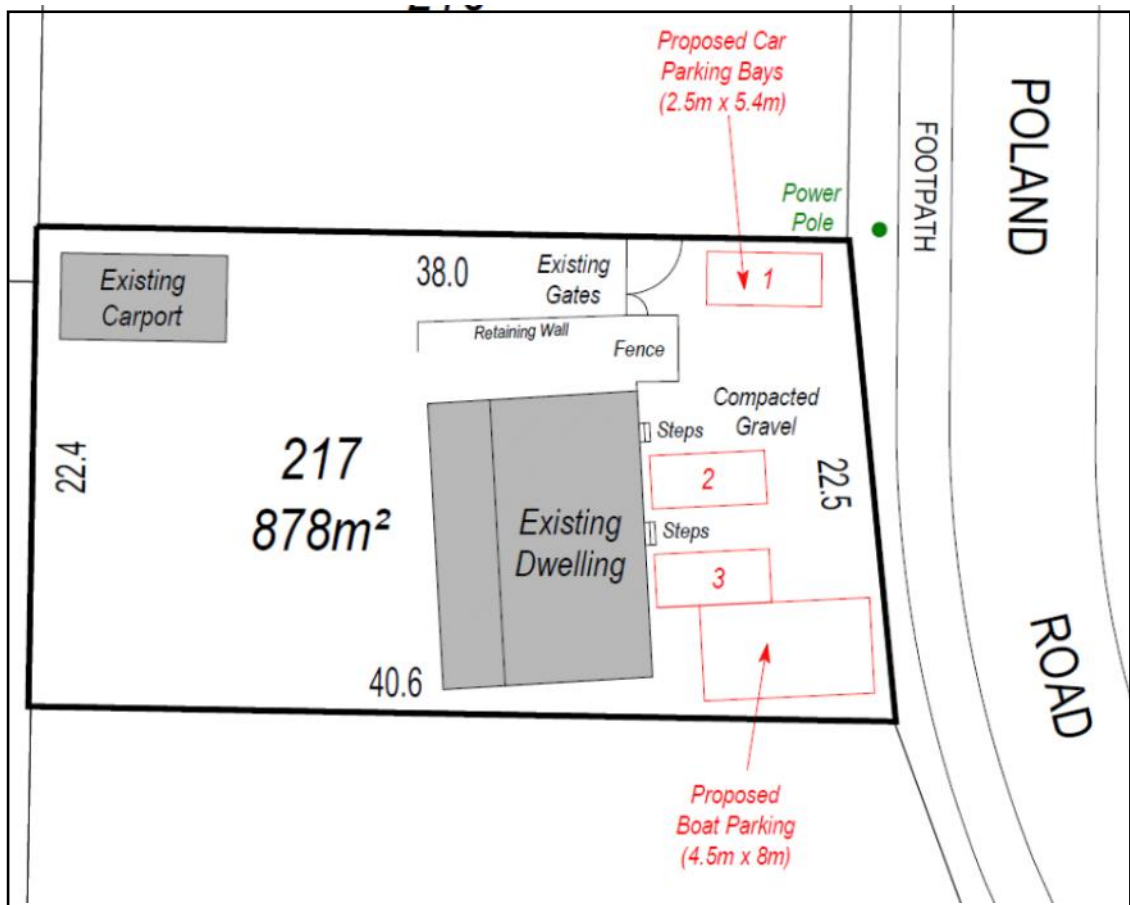 Proposed Car
Parking Bays
(2.5m x 5.4m)
POLAND
FOOTPATH
Power
Pole
Existing
Carport
38.0
Existing
Gates
1
Retaining Wall
Fence
Compacted
Gravel
Steps
22.4
217
878m²
2
22.5
Existing
Dwelling
Steps
3
40.6
ROAD
Proposed
Boat Parking
(4.5m x 8m)